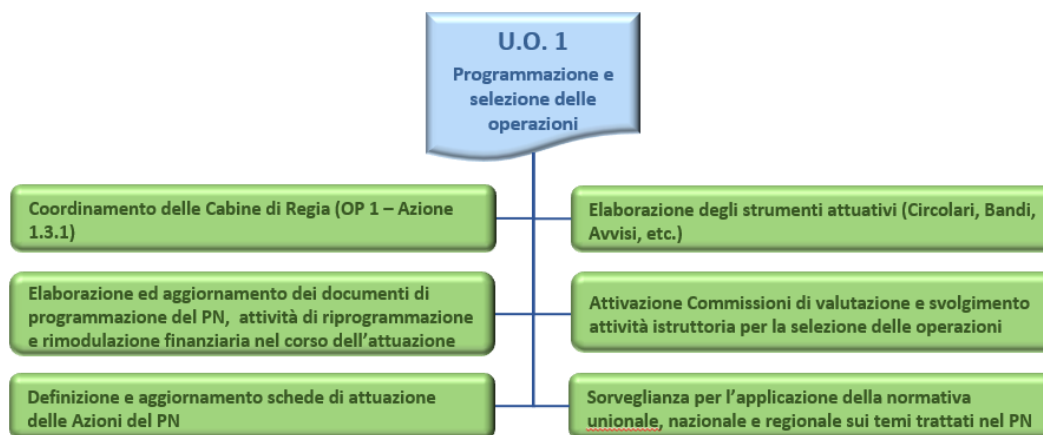 U.O. 1
Programmazione e
selezione delle
operazioni
Coordinamento delle Cabine di Regia (OP 1 – Azione
1.3.1)
Elaborazione degli strumenti attuativi (Circolari, Bandi,
Avvisi, etc.)
Elaborazione ed aggiornamento dei documenti di
programmazione del PN, attività di riprogrammazione
e rimodulazione finanziaria nel corso dell’attuazione
Attivazione Commissioni di valutazione e svolgimento
attività istruttoria per la selezione delle operazioni
Definizione e aggiornamento schede di attuazione
delle Azioni del PN
Sorveglianza per l’applicazione della normativa
unionale, nazionale e regionale sui temi trattati nel PN